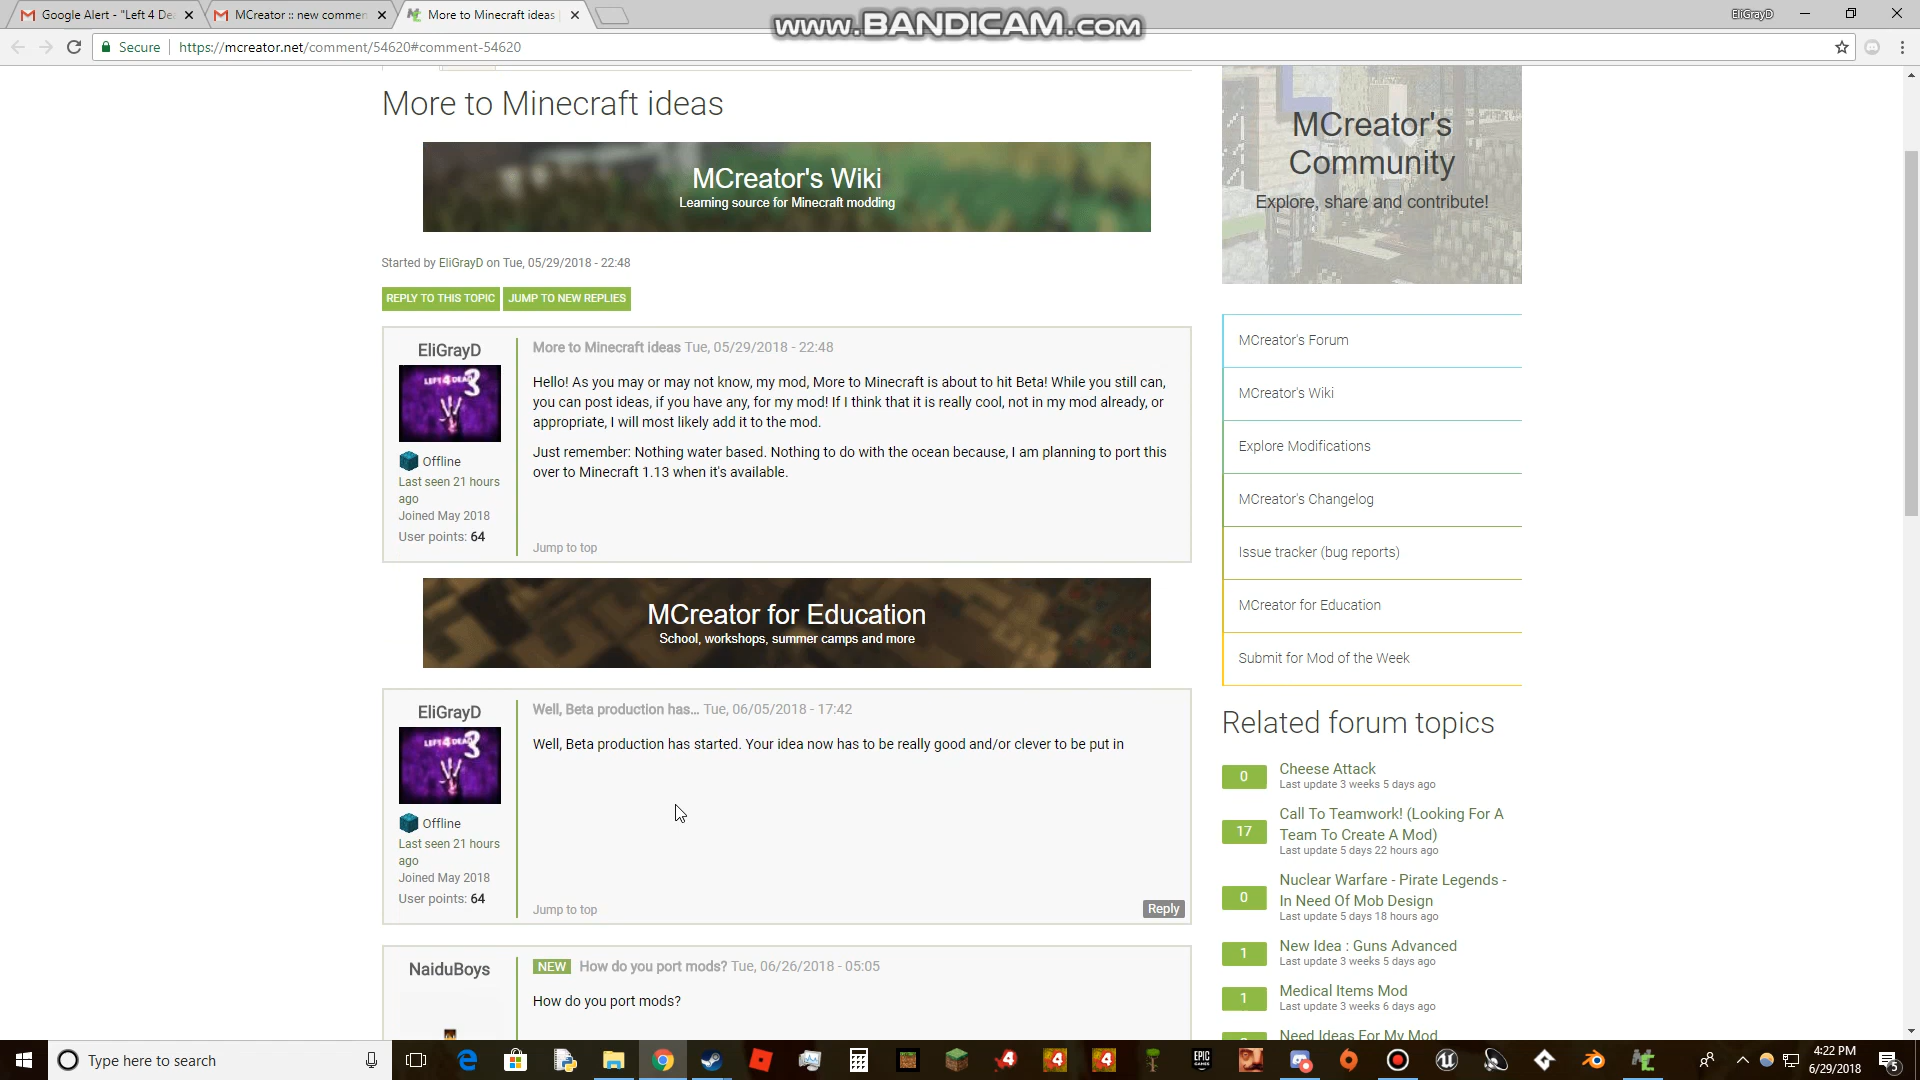 Google Alert - "Left 4 De
MCreator :: new commen
More to Minecraft ideas
www.BANDICAM.com
EliGrayD
Secure
https://mcreator.net/comment/54620#comment-54620
More to Minecraft ideas
MCreator's Wiki
Learning source for Minecraft modding
Started by EliGrayD on Tue, 05/29/2018 - 22:48
REPLY TO THIS TOPIC
JUMP TO NEW REPLIES
EliGrayD
LEFT 4 DEAD 3
Offline
Last seen 21 hours
ago
Joined May 2018
User points: 64
More to Minecraft ideas Tue, 05/29/2018 - 22:48
Hello! As you may or may not know, my mod, More to Minecraft is about to hit Beta! While you still can,
you can post ideas, if you have any, for my mod! If I think that it is really cool, not in my mod already, or
appropriate, I will most likely add it to the mod.
Just remember: Nothing water based. Nothing to do with the ocean because, I am planning to port this
over to Minecraft 1.13 when it's available.
Jump to top
MCreator for Education
School, workshops, summer camps and more
EliGrayD
LEFT 4 DEAD 3
Offline
Last seen 21 hours
ago
Joined May 2018
User points: 64
Well, Beta production has... Tue, 06/05/2018 - 17:42
Well, Beta production has started. Your idea now has to be really good and/or clever to be put in
Jump to top
Reply
NaiduBoys
NEW How do you port mods? Tue, 06/26/2018 - 05:05
How do you port mods?
MCreator's
Community
Explore, share and contribute!
MCreator's Forum
MCreator's Wiki
Explore Modifications
MCreator's Changelog
Issue tracker (bug reports)
MCreator for Education
Submit for Mod of the Week
Related forum topics
0
Cheese Attack
Last update 3 weeks 5 days ago
17
Call To Teamwork! (Looking For A
Team To Create A Mod)
Last update 5 days 22 hours ago
0
Nuclear Warfare - Pirate Legends -
In Need Of Mob Design
Last update 5 days 18 hours ago
1
New Idea : Guns Advanced
Last update 3 weeks 5 days ago
1
Medical Items Mod
Last update 3 weeks 6 days ago
Need Ideas For My Mod
Type here to search
EPIC
GAMES
4:22 PM
6/29/2018
5